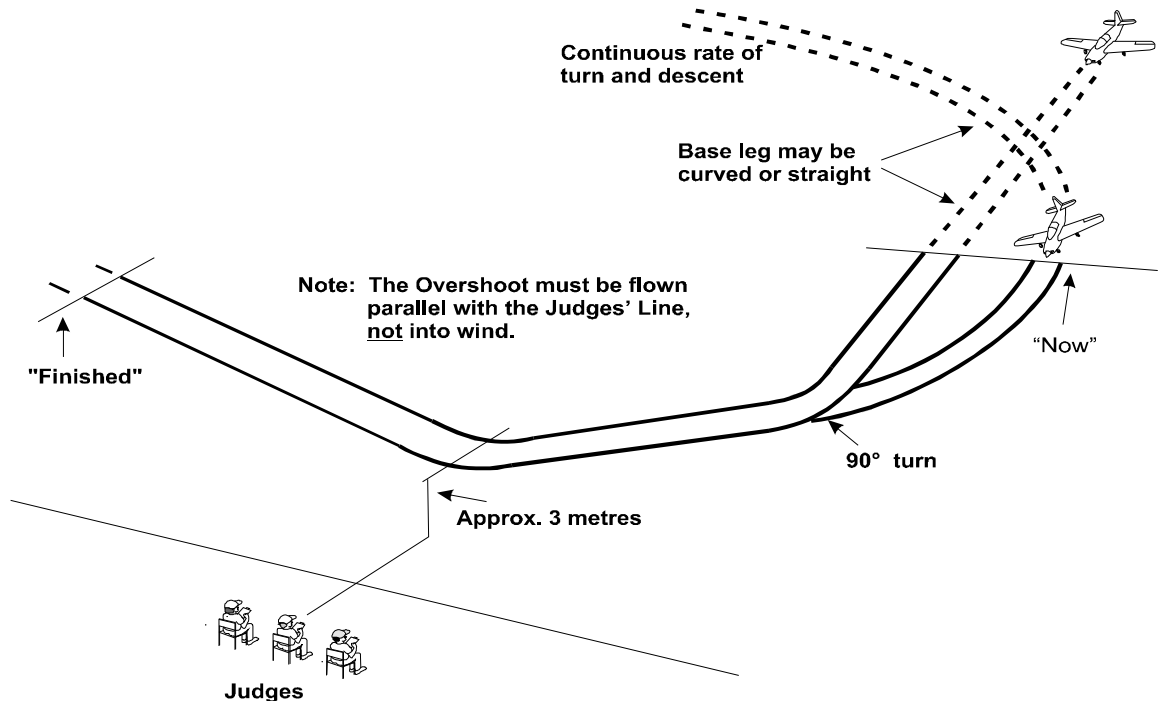 Continuous rate of
turn and descent
Base leg may be
curved or straight
Note: The Overshoot must be flown
parallel with the Judges' Line,
not into wind.
"Finished"
“Now”
90° turn
Approx. 3 metres
Judges